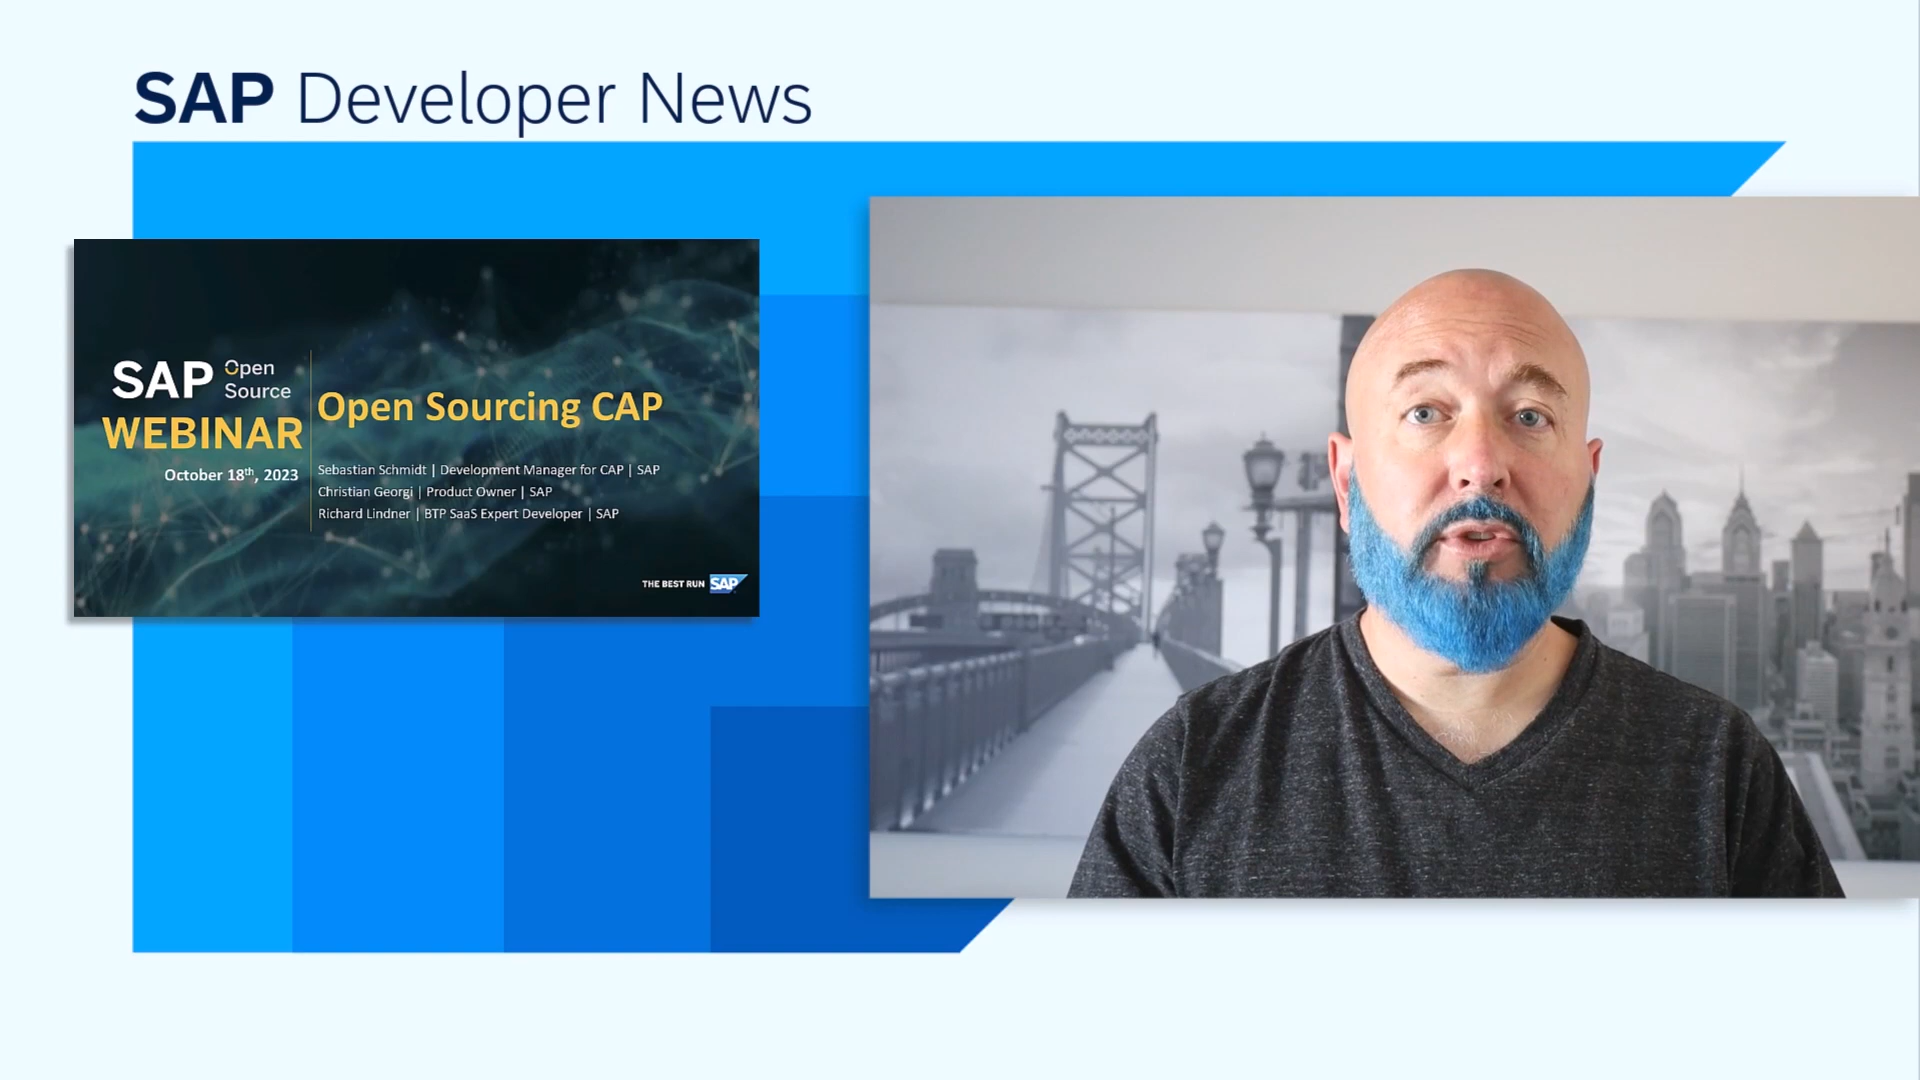 SAP Developer News
SAP Open Source
WEBINAR
October 18th, 2023
Open Sourcing CAP
Sebastian Schmidt | Development Manager for CAP | SAP
Christian Georgi | Product Owner | SAP
Richard Lindner | BTP SaaS Expert Developer | SAP
THE BEST RUN SAP